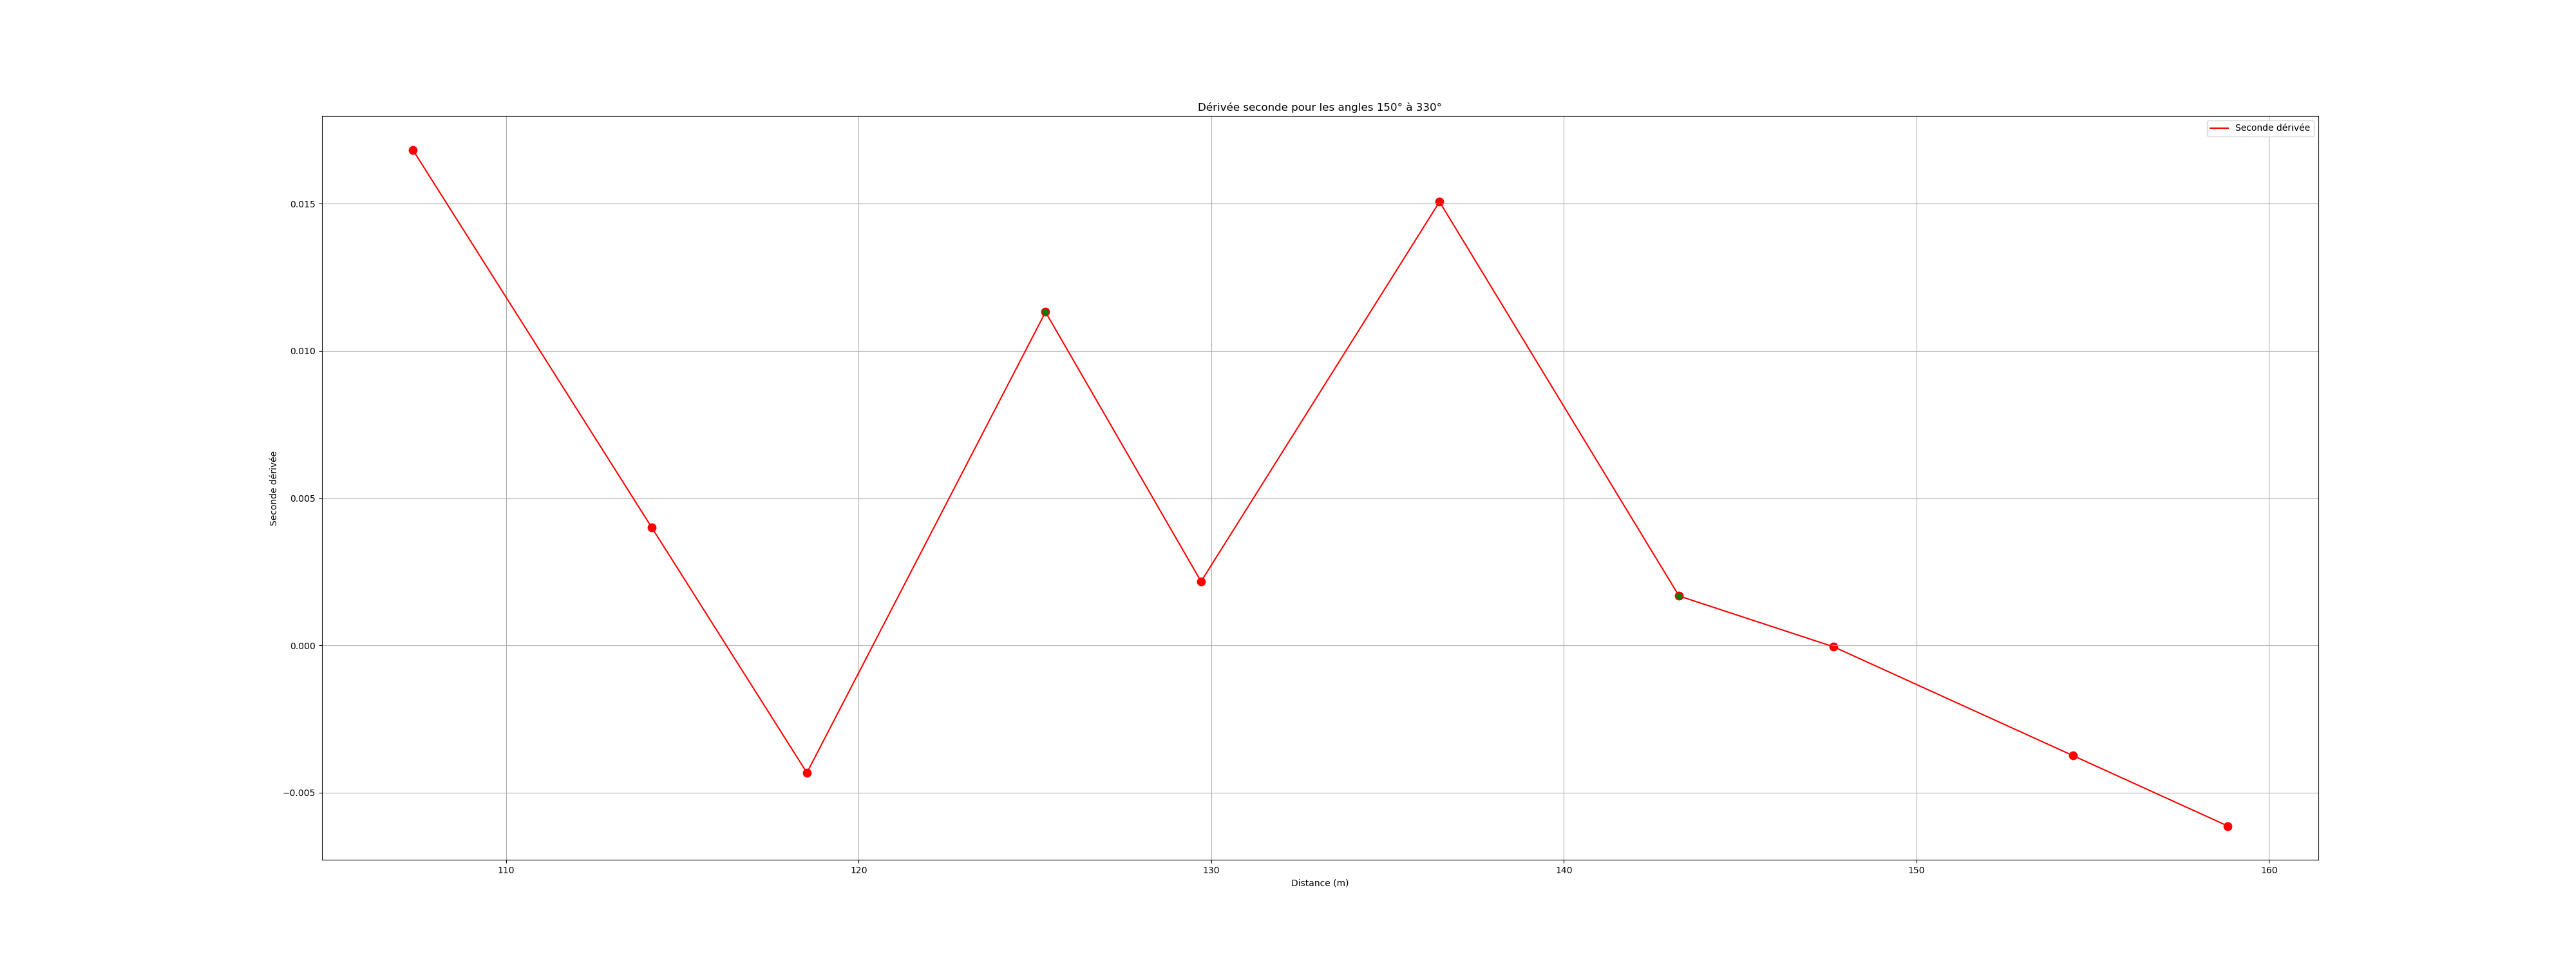 Dérivée seconde pour les angles 150° à 330°
Seconde dérivée
0.015
0.010
0.005
0.000
−0.005
Seconde dérivée
110
120
130
140
150
160
Distance (m)